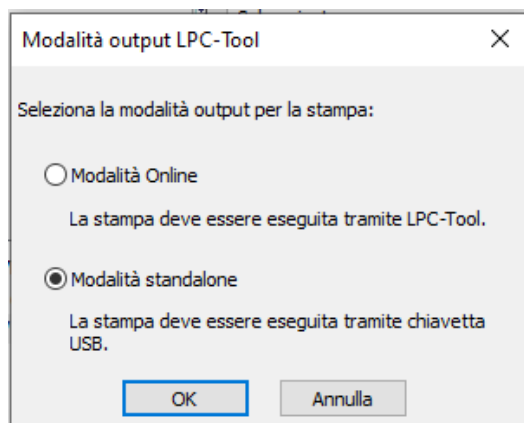 Modalità output LPC-Tool
Seleziona la modalità output per la stampa:
Modalità Online
La stampa deve essere eseguita tramite LPC-Tool.
Modalità standalone
La stampa deve essere eseguita tramite chiavetta
USB.
OK
Annulla